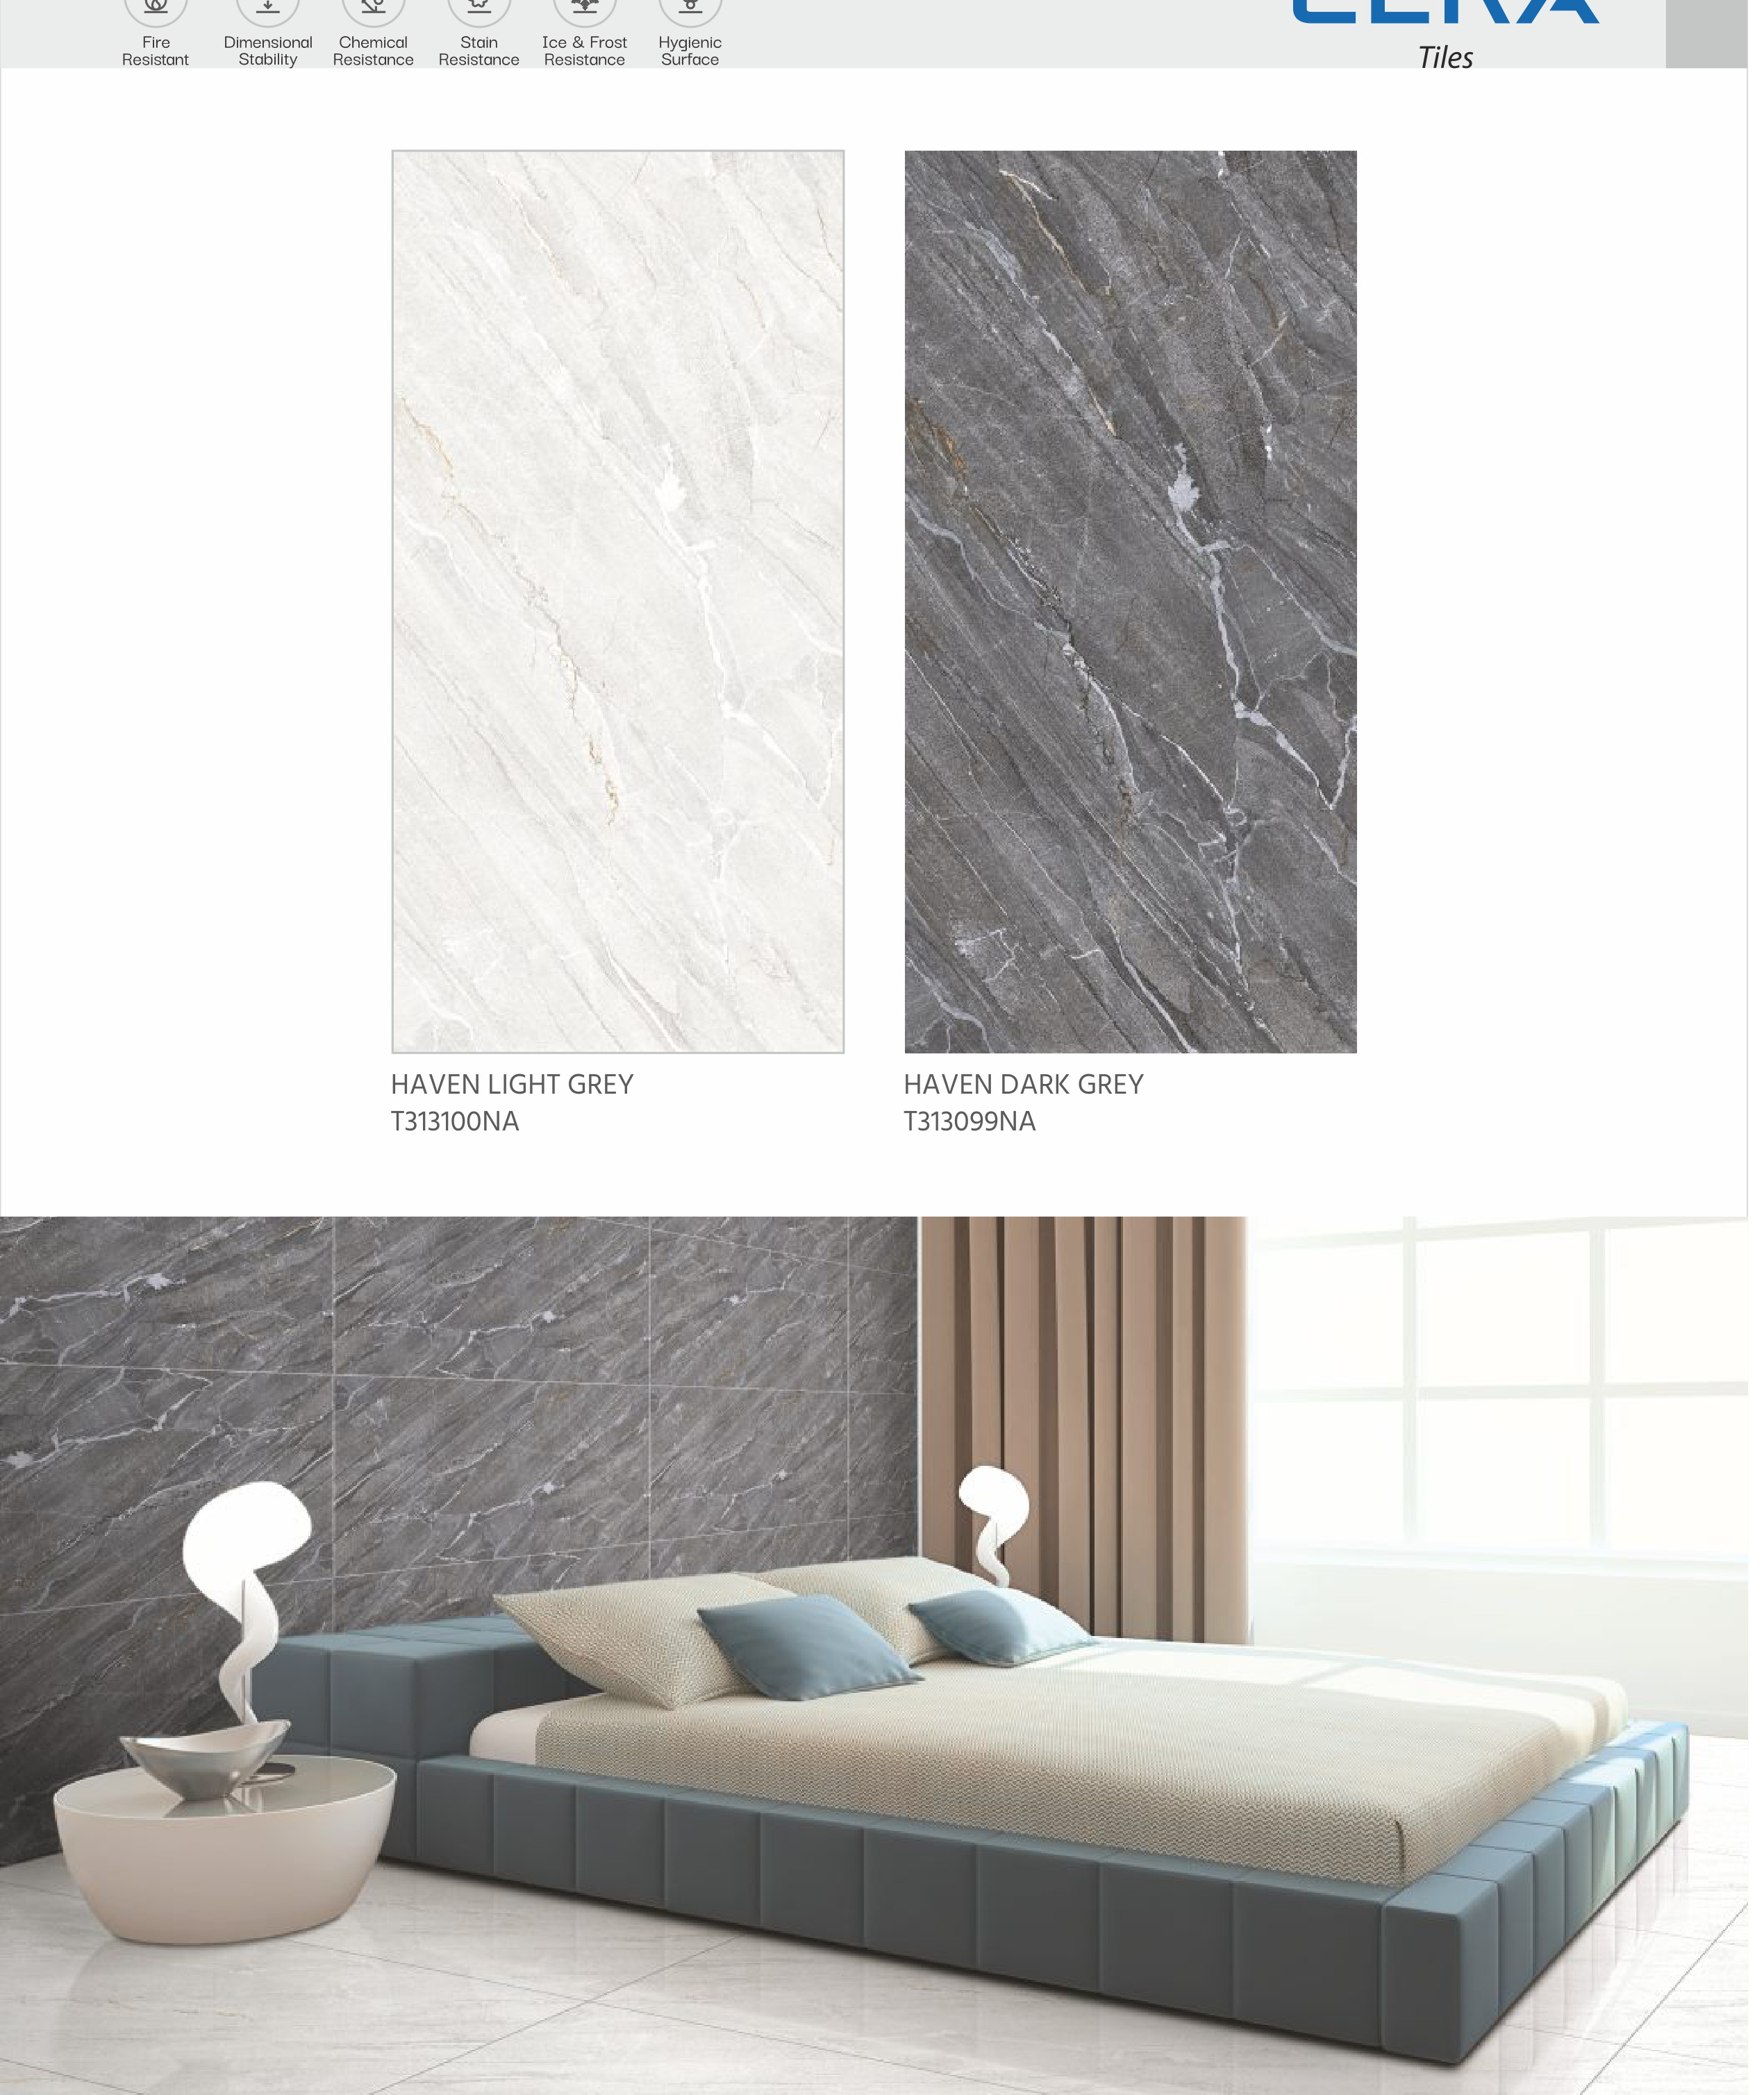 Fire
Resistant
Dimensional
Stability
Chemical
Resistance
Stain
Resistance
Ice & Frost
Resistance
Hygienic
Surface
CERA
Tiles
HAVEN LIGHT GREY
T313100NA
HAVEN DARK GREY
T313099NA